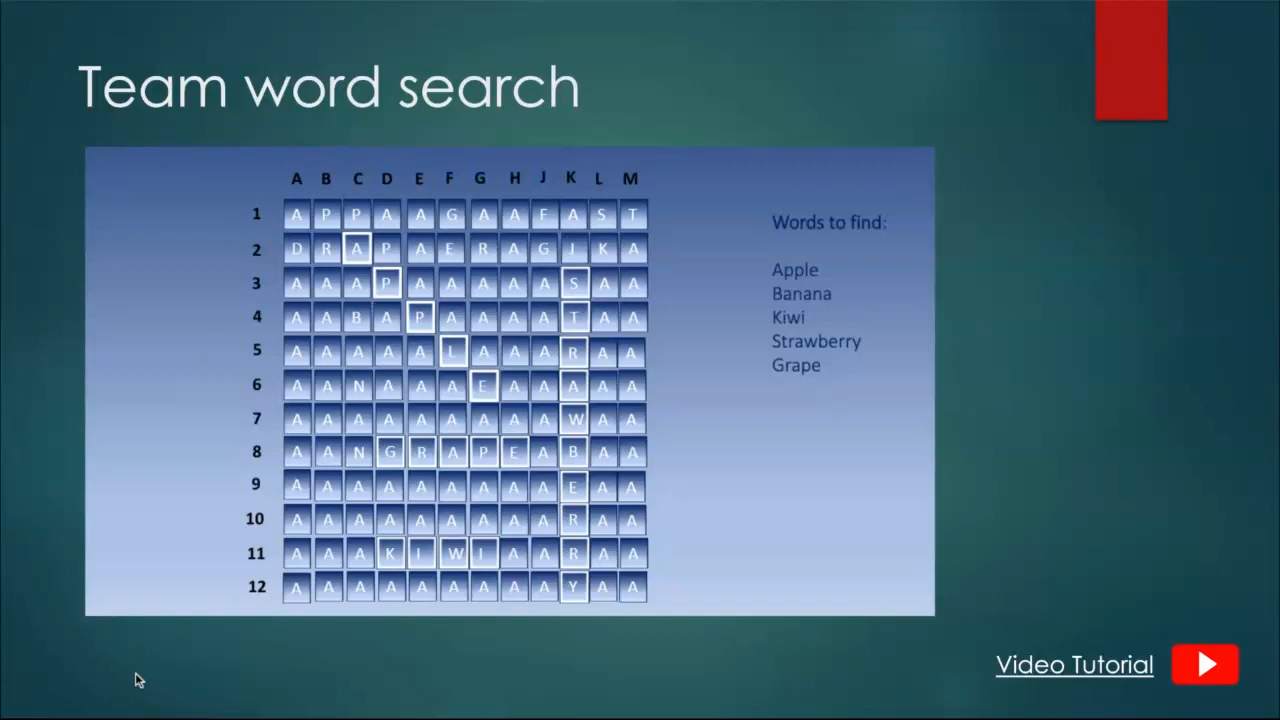 Team word search
A B C D E F G H J K L M
1 A P P A A G A A F A S T
2 D R A P A E R A G J K A
3 A A A P A A A A A S A A
4 A A B A P A A A A T A A
5 A A A A A L A A A R A A
6 A A N A A A E A A A A A
7 A A A A A A A A A W A A
8 A A N G R A P E A B A A
9 A A A A A A A A A E A A
10 A A A A A A A A A R A A
11 A A A K I W I A A R A A
12 A A A A A A A A A Y A A
Words to find:
Apple
Banana
Kiwi
Strawberry
Grape
Video Tutorial